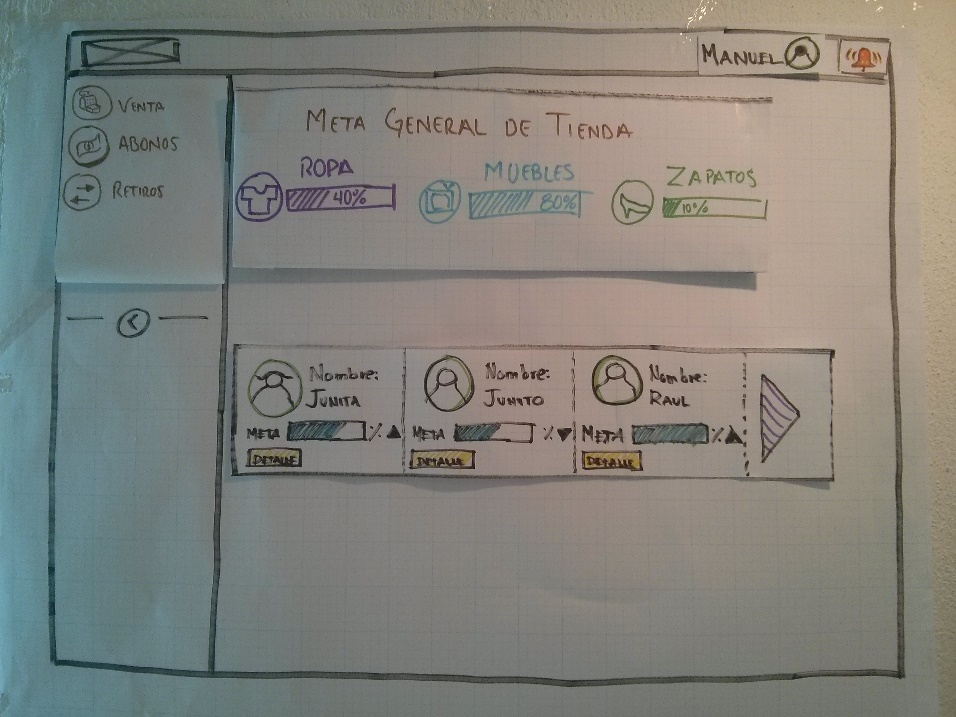 MANUEL
VENTA
ABONOS
RETIROS
META GENERAL DE TIENDA
ROPA
40%
MUEBLES
80%
ZAPATOS
10%
Nombre:
JUNITA
META %
DETALLE
Nombre:
JUNITO
META %
DETALLE
Nombre:
RAUL
META %
DETALLE